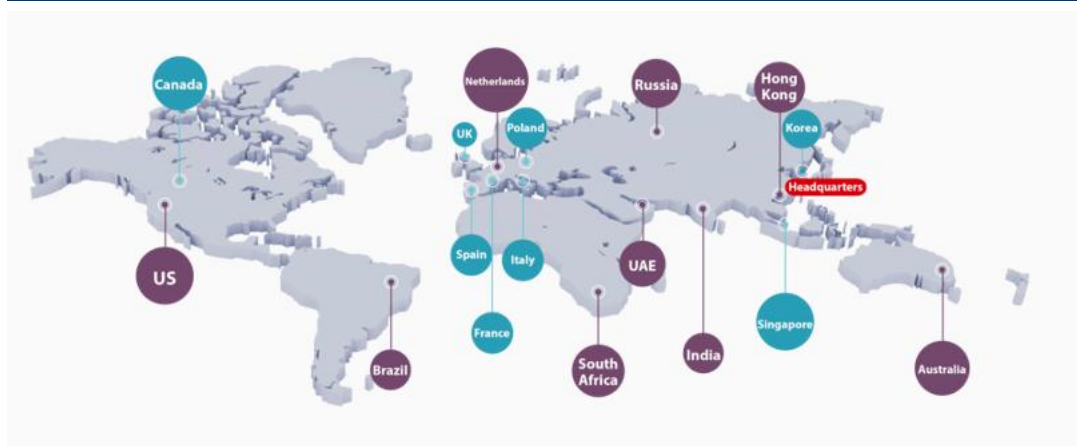 Canada
Netherlands
Russia
Hong
Kong
UK
Poland
Korea
Headquarters
US
Spain
Italy
UAE
France
Singapore
Brazil
South
Africa
India
Australia